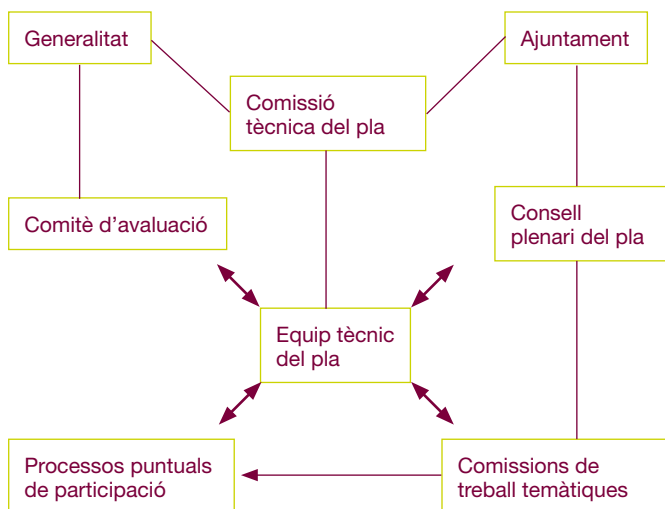 Generalitat
Ajuntament
Comissió
tècnica del pla
Comitè d’avaluació
Consell
plenari del pla
Equip tècnic
del pla
Processos puntuals
de participació
Comissions de
treball temàtiques